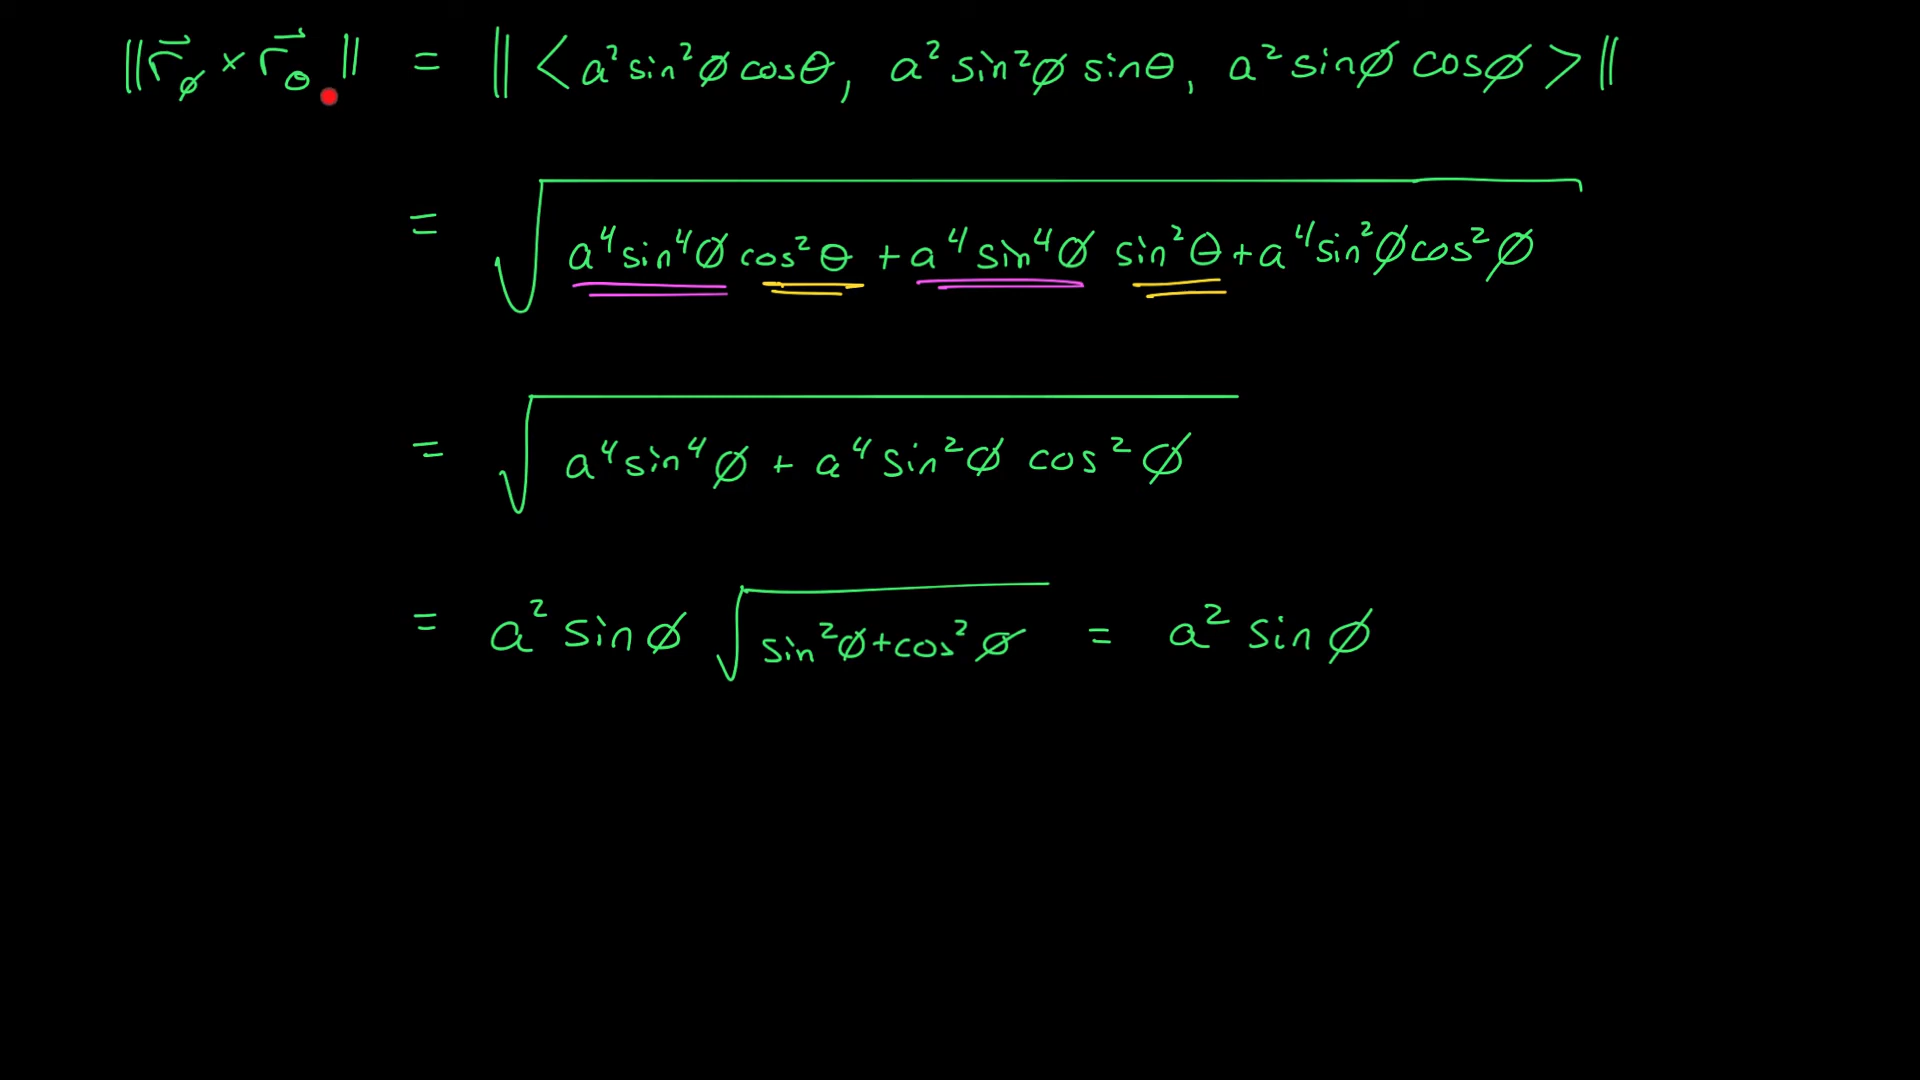 ‖r⃗_ϕ × r⃗_θ‖ = ‖<a² sin²ϕ cosθ, a² sin²ϕ sinθ, a² sinϕ cosϕ>‖
= √(a⁴ sin⁴ϕ cos²θ + a⁴ sin⁴ϕ sin²θ + a⁴ sin²ϕ cos²ϕ)
= √(a⁴ sin⁴ϕ + a⁴ sin²ϕ cos²ϕ)
= a² sinϕ √(sin²ϕ + cos²ϕ) = a² sinϕ